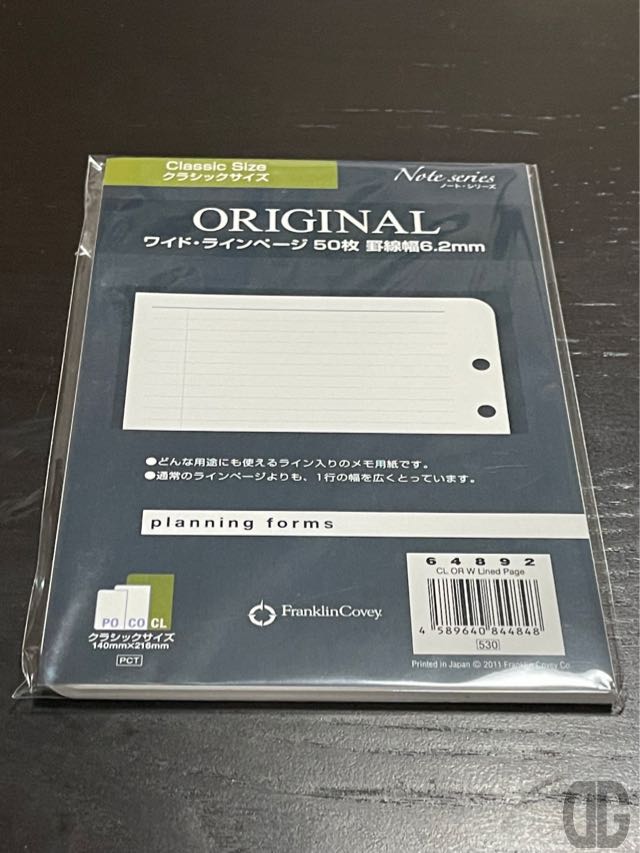 Classic Size
クラシックサイズ
Note series
ノート・シリーズ
ORIGINAL
ワイド・ラインページ 50枚 罫線幅6.2mm
●どんな用途にも使えるライン入りのメモ用紙です。
●通常のラインページよりも、1行の幅を広くとっています。
planning forms
64892
CL OR W Lined Page
4 589640 844848
530
Printed in Japan © 2011 Franklin Covey Co.
PO CO CL
クラシックサイズ
140mm×216mm
PCT
FranklinCovey
DG